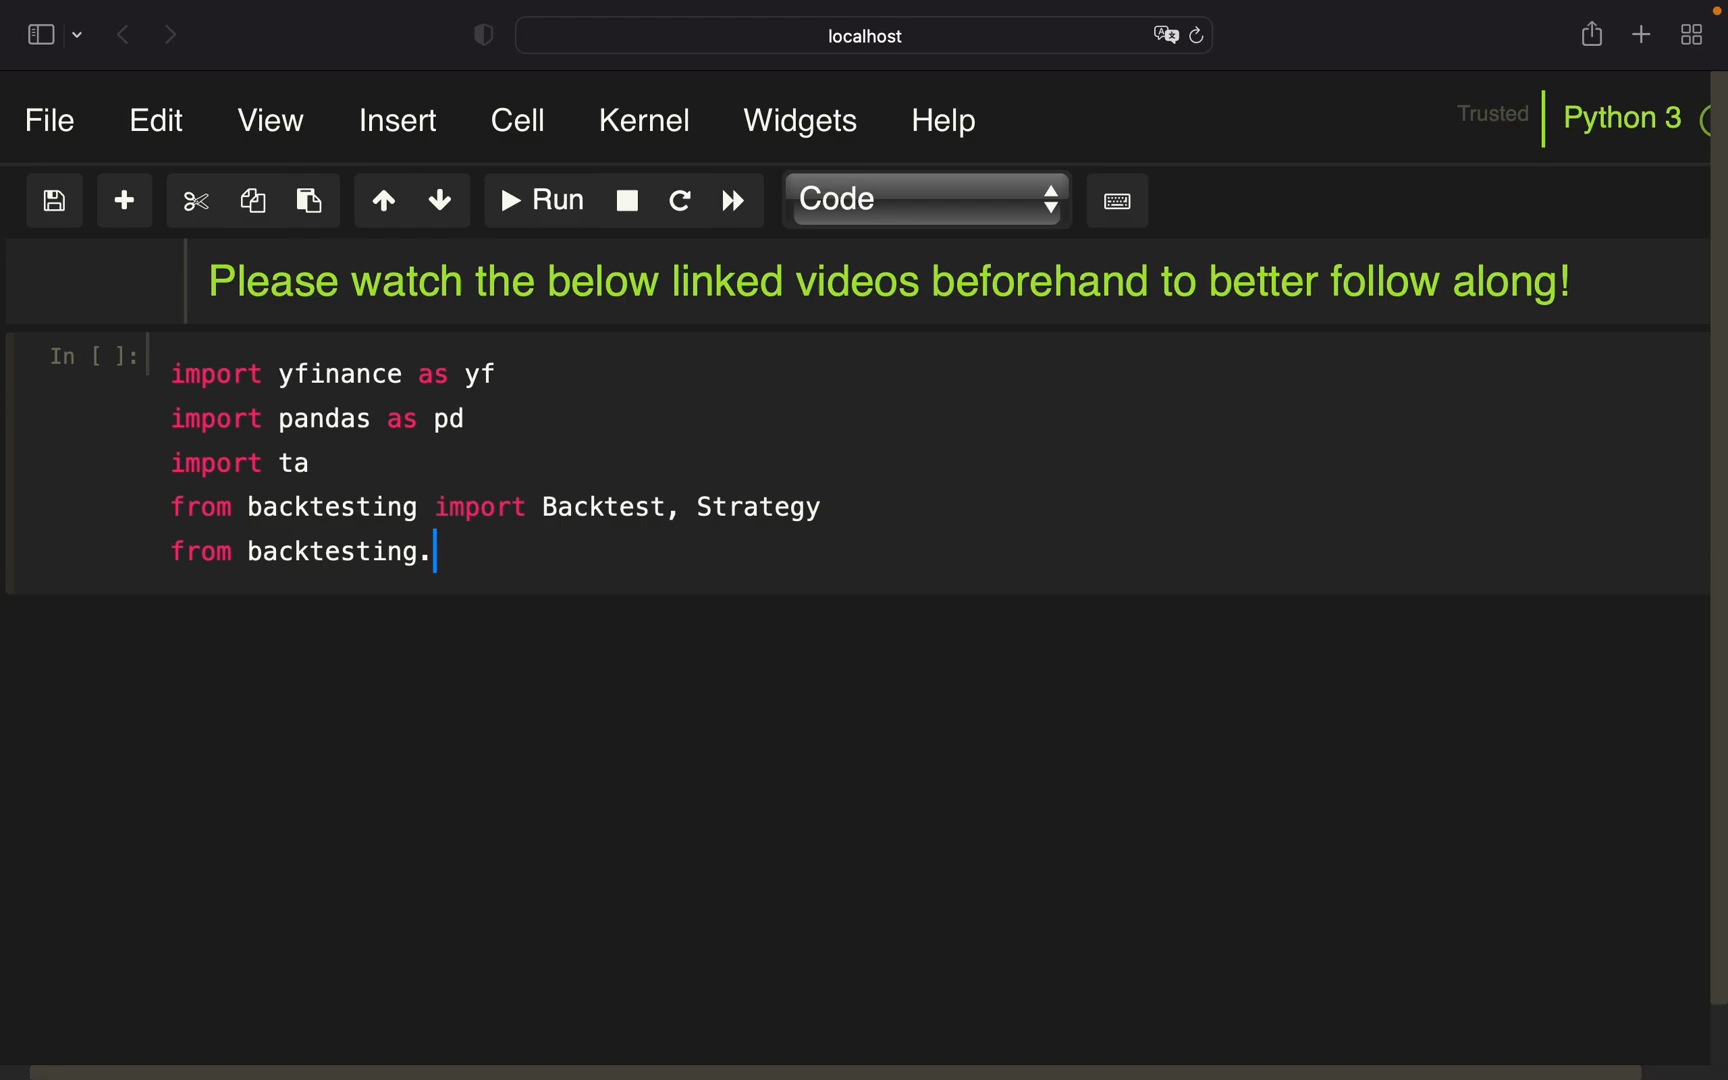 localhost
File Edit View Insert Cell Kernel Widgets Help Trusted Python 3
Run Code
Please watch the below linked videos beforehand to better follow along!
In [ ]:
import yfinance as yf
import pandas as pd
import ta
from backtesting import Backtest, Strategy
from backtesting.